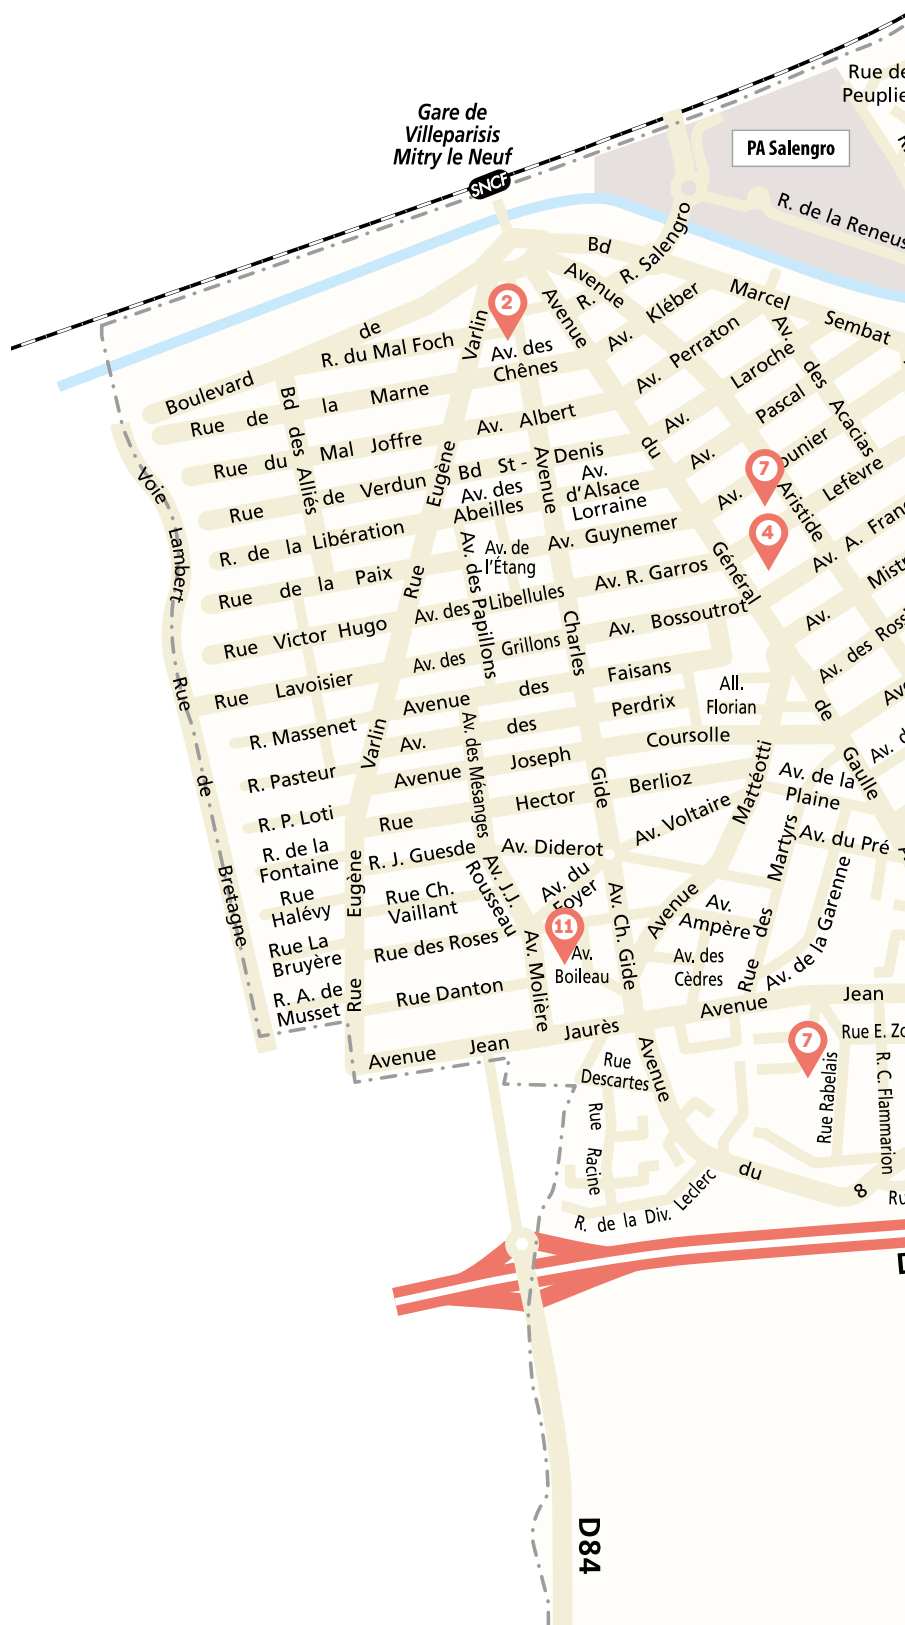 Rue de
Peuplie
Gare de
Villeparisis
Mitry le Neuf
SNCF
PA Salengro
R. de la Reneus
Bd
Marcel
Sembat
R. R. Salengro
Avenue
Aristide
Avenue
du
Général
de
Gaulle
2
Av. des
Chênes
Av. Kléber
Av. Perraton
Av. Laroche
Av. des Acacias
Av. Pascal
7
Av. ounier
Lefèvre
4
Av. A. Fran
Av. Mistr
Av. des Rossi
Ave
Av. d
Boulevard de
R. du Mal Foch
Rue de la Marne
Bd des Alliés
Rue du Mal Joffre
Av. Albert
Rue de Verdun
Bd St - Denis
R. de la Libération
Av. des
Abeilles
Av.
d'Alsace
Lorraine
Rue de la Paix
Av. de
l'Étang
Av. Guynemer
Rue Victor Hugo
Av. des Libellules
Av. R. Garros
Rue Lavoisier
Av. des Grillons
Av. Bossoutrot
R. Massenet
Avenue des Faisans
All.
Florian
R. Pasteur
Av. des Perdrix
R. P. Loti
Avenue Joseph Coursolle
R. de la
Fontaine
Rue Hector Berlioz
Rue
Halévy
R. J. Guesde
Av. Diderot
Av. Voltaire
Rue La
Bruyère
Rue Ch.
Vaillant
Av. du
Foyer
R. A. de
Musset
Rue des Roses
Rue Danton
Avenue Jean Jaurès
Avenue Jean
Voie Lambert
Rue de Bretagne
Rue Eugène Varlin
Rue Eugène Varlin
Av. des Papillons
Av. des Mésanges
Av. J.J.
Rousseau
Av. Molière
Avenue Charles Gide
Av. Ch. Gide
11
Av.
Boileau
Avenue Mattéotti
Av. de la
Plaine
Av. du Pré
Rue des Martyrs
Av. de la Garenne
Av.
Ampère
Av. des
Cèdres
7
Rue E. Zo
Rue Rabelais
R. C. Flammarion
Rue
Descartes
Rue Racine
R. de la Div. Leclerc
Avenue du 8
Ru
D
D84